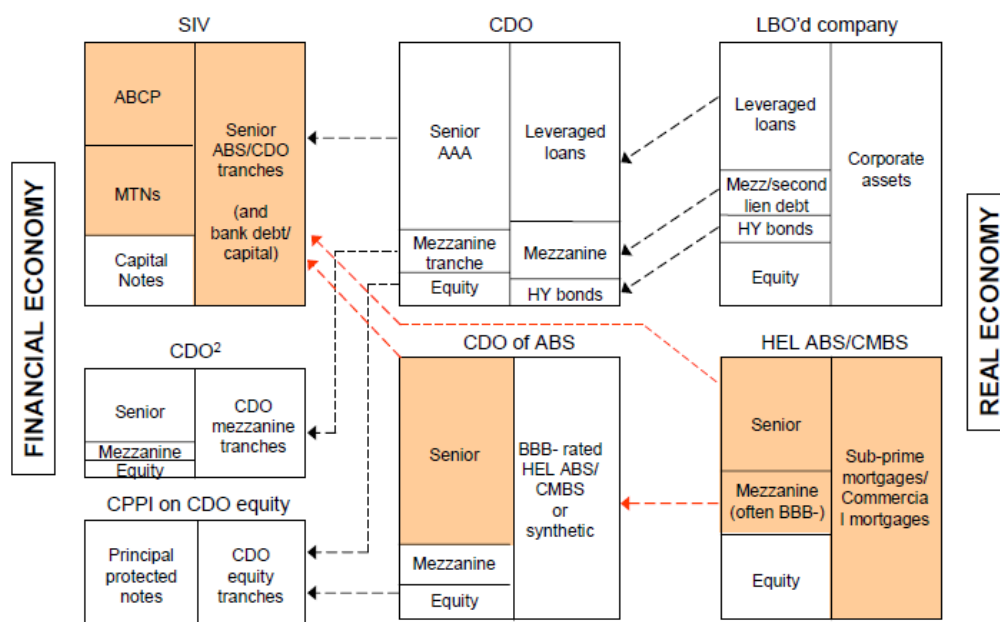 SIV
CDO
LBO'd company
FINANCIAL ECONOMY
REAL ECONOMY
ABCP
MTNs
Capital
Notes
Senior
ABS/CDO
tranches
(and
bank debt/
capital)
Senior
AAA
Mezzanine
tranche
Equity
Leveraged
loans
Mezzanine
HY bonds
Leveraged
loans
Mezz/second
lien debt
HY bonds
Equity
Corporate
assets
CDO²
CDO of ABS
HEL ABS/CMBS
Senior
Mezzanine
Equity
CDO
mezzanine
tranches
CPPI on CDO equity
Principal
protected
notes
CDO
equity
tranches
Senior
Mezzanine
Equity
BBB- rated
HEL ABS/
CMBS
or
synthetic
Senior
Mezzanine
(often BBB-)
Equity
Sub-prime
mortgages/
Commercia
l mortgages